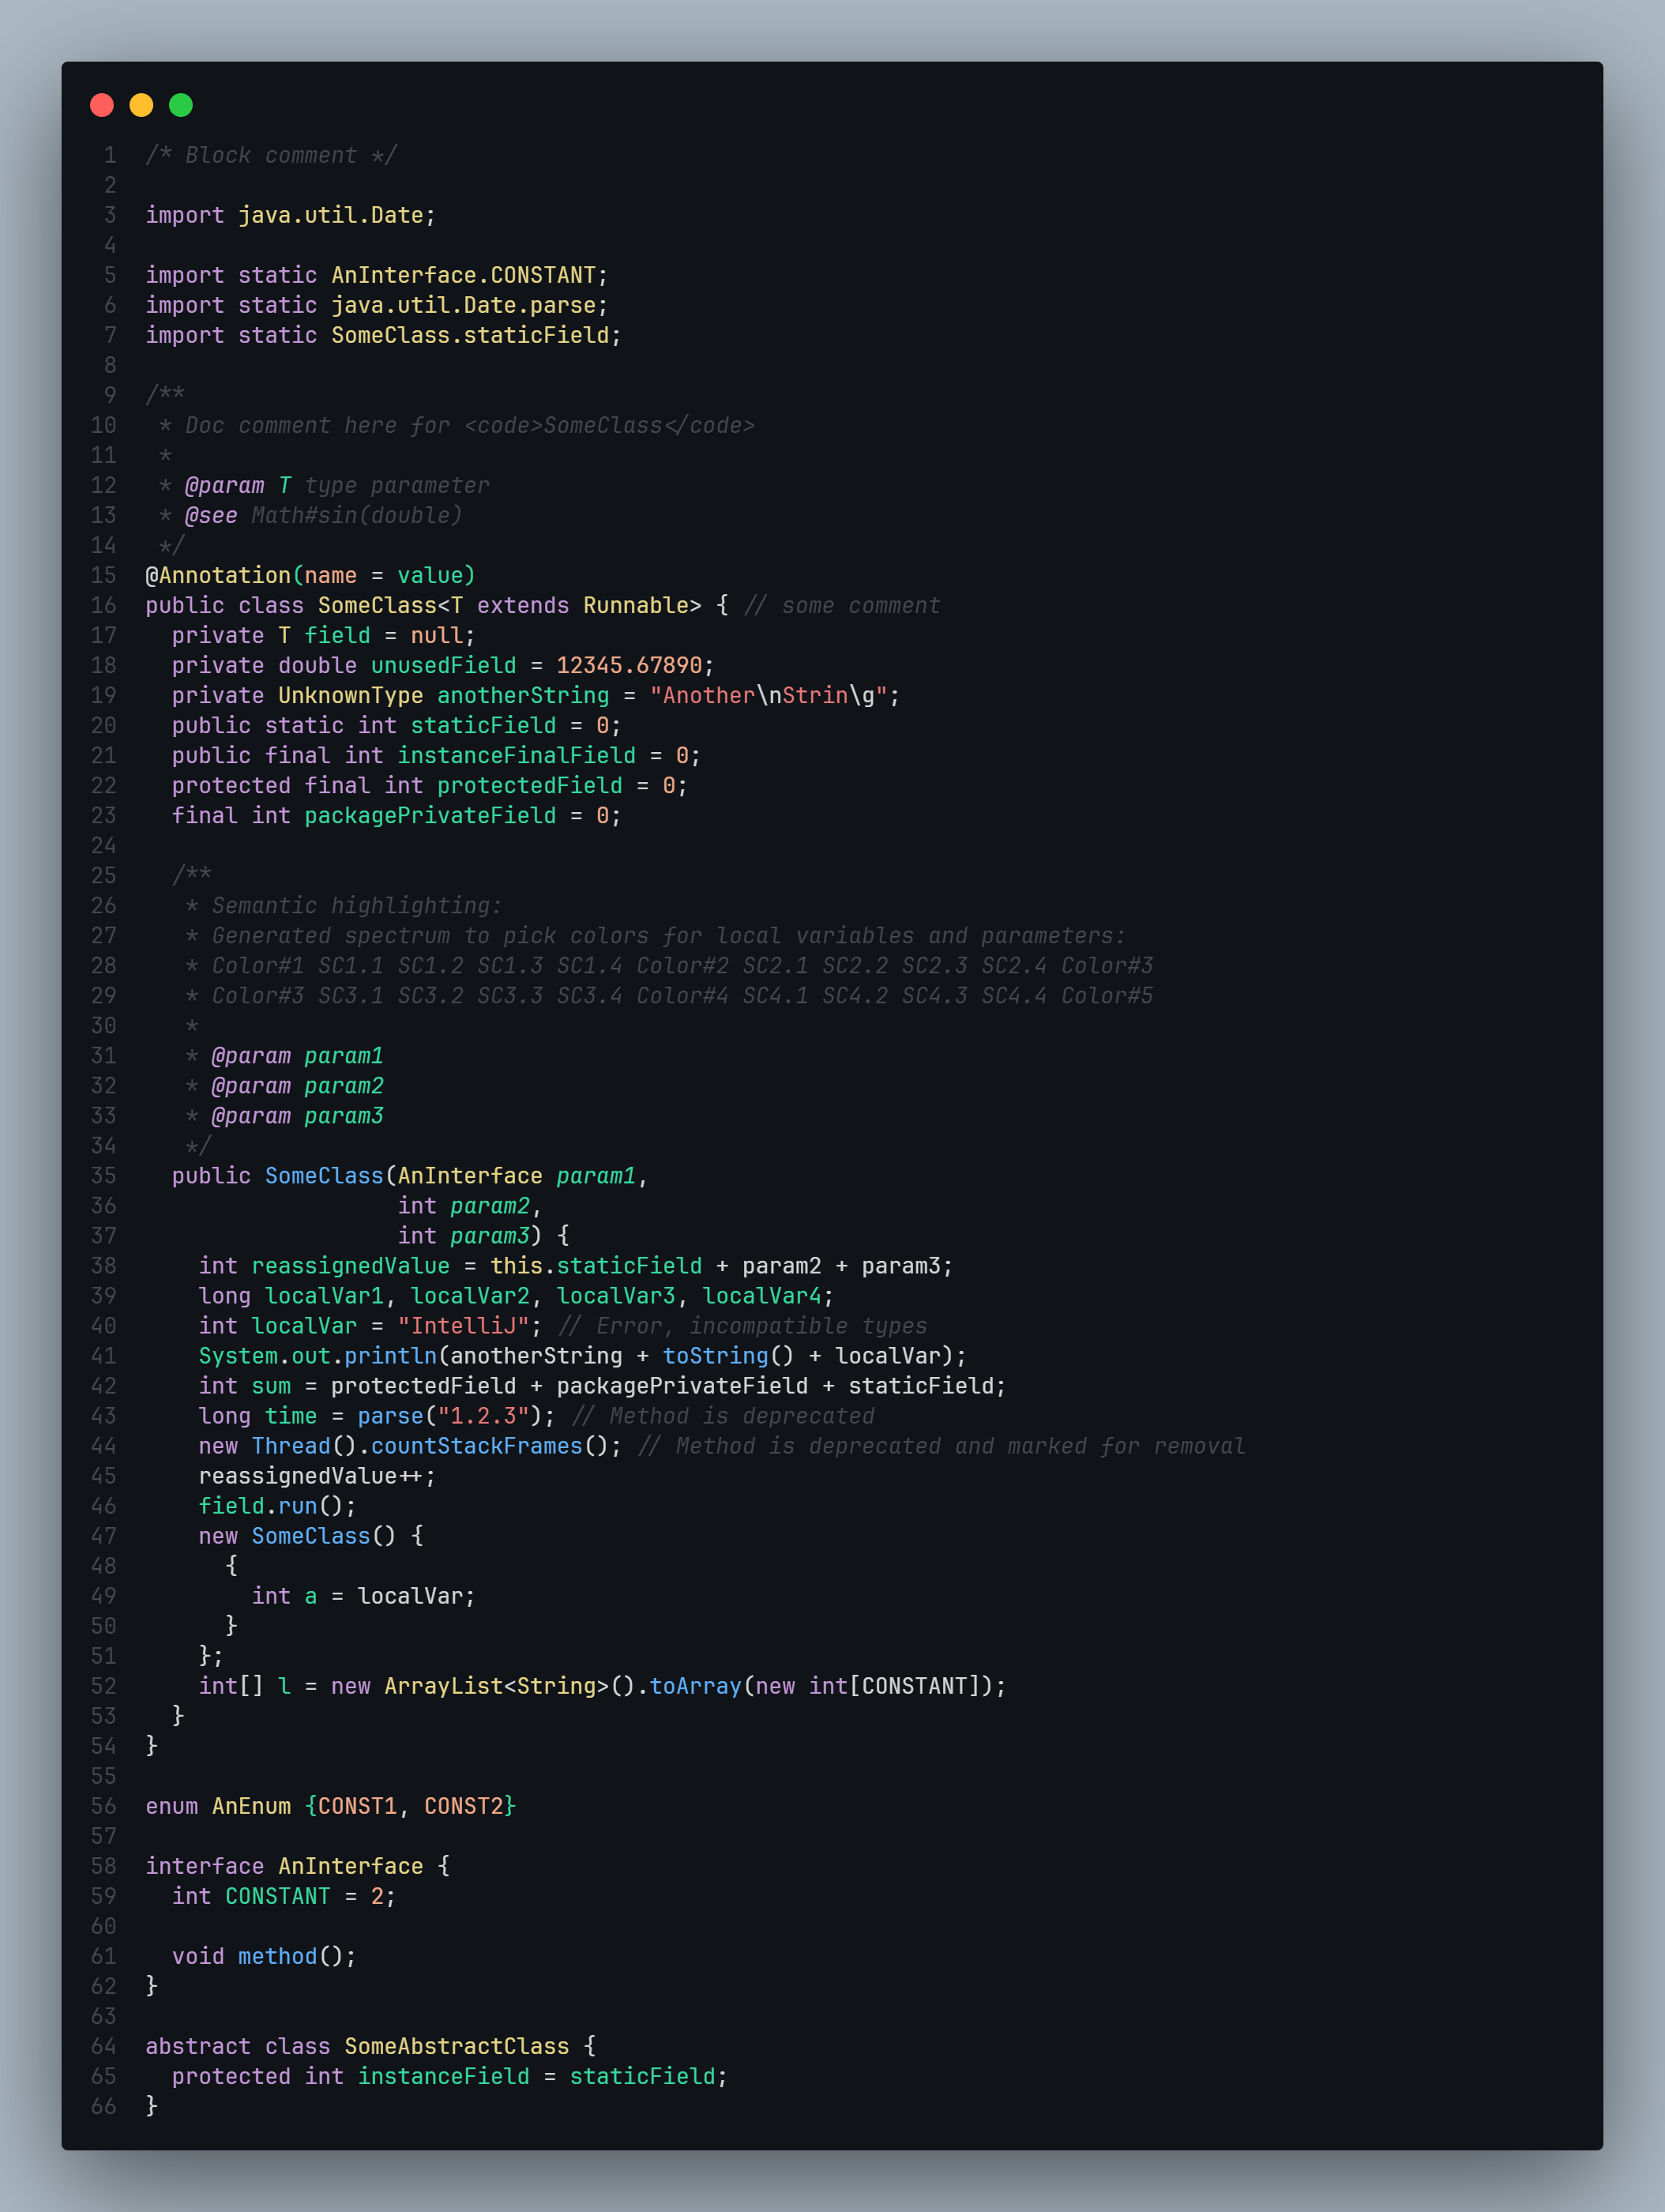 1 /* Block comment */
2
3 import java.util.Date;
4
5 import static AnInterface.CONSTANT;
6 import static java.util.Date.parse;
7 import static SomeClass.staticField;
8
9 /**
10  * Doc comment here for <code>SomeClass</code>
11  *
12  * @param T type parameter
13  * @see Math#sin(double)
14  */
15 @Annotation(name = value)
16 public class SomeClass<T extends Runnable> { // some comment
17   private T field = null;
18   private double unusedField = 12345.67890;
19   private UnknownType anotherString = "Another\nStrin\g";
20   public static int staticField = 0;
21   public final int instanceFinalField = 0;
22   protected final int protectedField = 0;
23   final int packagePrivateField = 0;
24
25   /**
26    * Semantic highlighting:
27    * Generated spectrum to pick colors for local variables and parameters:
28    * Color#1 SC1.1 SC1.2 SC1.3 SC1.4 Color#2 SC2.1 SC2.2 SC2.3 SC2.4 Color#3
29    * Color#3 SC3.1 SC3.2 SC3.3 SC3.4 Color#4 SC4.1 SC4.2 SC4.3 SC4.4 Color#5
30    *
31    * @param param1
32    * @param param2
33    * @param param3
34    */
35   public SomeClass(AnInterface param1,
36                    int param2,
37                    int param3) {
38     int reassignedValue = this.staticField + param2 + param3;
39     long localVar1, localVar2, localVar3, localVar4;
40     int localVar = "IntelliJ"; // Error, incompatible types
41     System.out.println(anotherString + toString() + localVar);
42     int sum = protectedField + packagePrivateField + staticField;
43     long time = parse("1.2.3"); // Method is deprecated
44     new Thread().countStackFrames(); // Method is deprecated and marked for removal
45     reassignedValue++;
46     field.run();
47     new SomeClass() {
48       {
49         int a = localVar;
50       }
51     };
52     int[] l = new ArrayList<String>().toArray(new int[CONSTANT]);
53   }
54 }
55
56 enum AnEnum {CONST1, CONST2}
57
58 interface AnInterface {
59   int CONSTANT = 2;
60
61   void method();
62 }
63
64 abstract class SomeAbstractClass {
65   protected int instanceField = staticField;
66 }